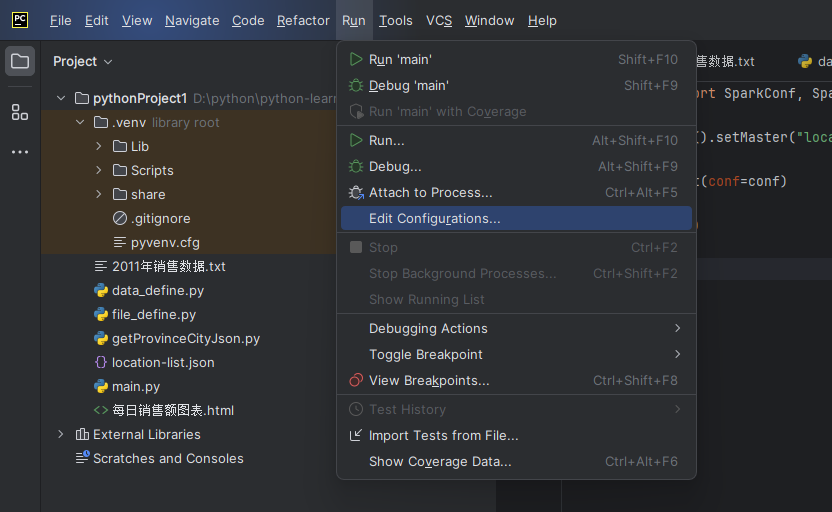 PC File Edit View Navigate Code Refactor Run Tools VCS Window Help
Project
pythonProject1 D:\python\python-learn
.venv library root
Lib
Scripts
share
.gitignore
pyvenv.cfg
2011年销售数据.txt
data_define.py
file_define.py
getProvinceCityJson.py
location-list.json
main.py
每日销售额图表.html
External Libraries
Scratches and Consoles
Run 'main' Shift+F10
Debug 'main' Shift+F9
Run 'main' with Coverage
Run... Alt+Shift+F10
Debug... Alt+Shift+F9
Attach to Process... Ctrl+Alt+F5
Edit Configurations...
Stop Ctrl+F2
Stop Background Processes... Ctrl+Shift+F2
Show Running List
Debugging Actions
Toggle Breakpoint
View Breakpoints... Ctrl+Shift+F8
Test History
Import Tests from File...
Show Coverage Data... Ctrl+Alt+F6
售数据.txt da
ort SparkConf, Spa
().setMaster("loca
t(conf=conf)
)